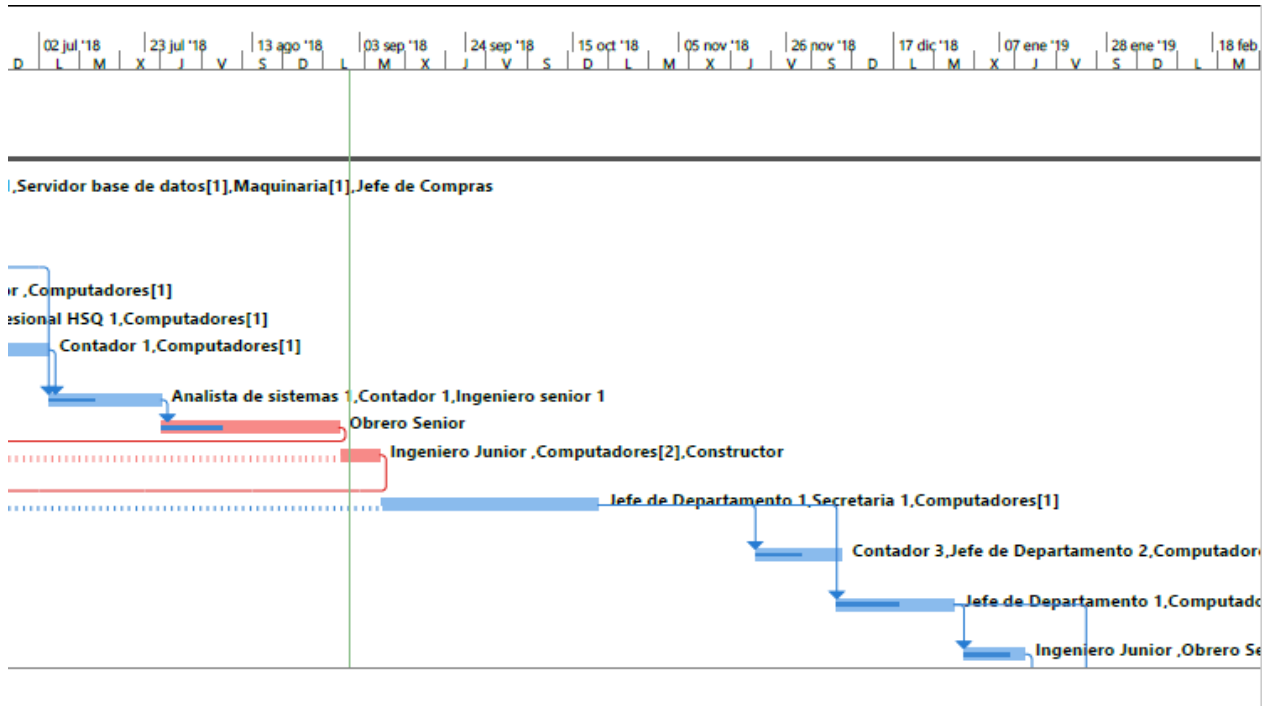 02 jul '18 23 jul '18 13 ago '18 03 sep '18 24 sep '18 15 oct '18 05 nov '18 26 nov '18 17 dic '18 07 ene '19 28 ene '19 18 feb
D L M X J V S D L M X J V S D L M X J V S D L M X J V S D L M
,Servidor base de datos[1],Maquinaria[1],Jefe de Compras
or ,Computadores[1]
esional HSQ 1,Computadores[1]
Contador 1,Computadores[1]
Analista de sistemas 1,Contador 1,Ingeniero senior 1
Obrero Senior
Ingeniero Junior ,Computadores[2],Constructor
Jefe de Departamento 1,Secretaria 1,Computadores[1]
Contador 3,Jefe de Departamento 2,Computador
Jefe de Departamento 1,Computad
Ingeniero Junior ,Obrero Se